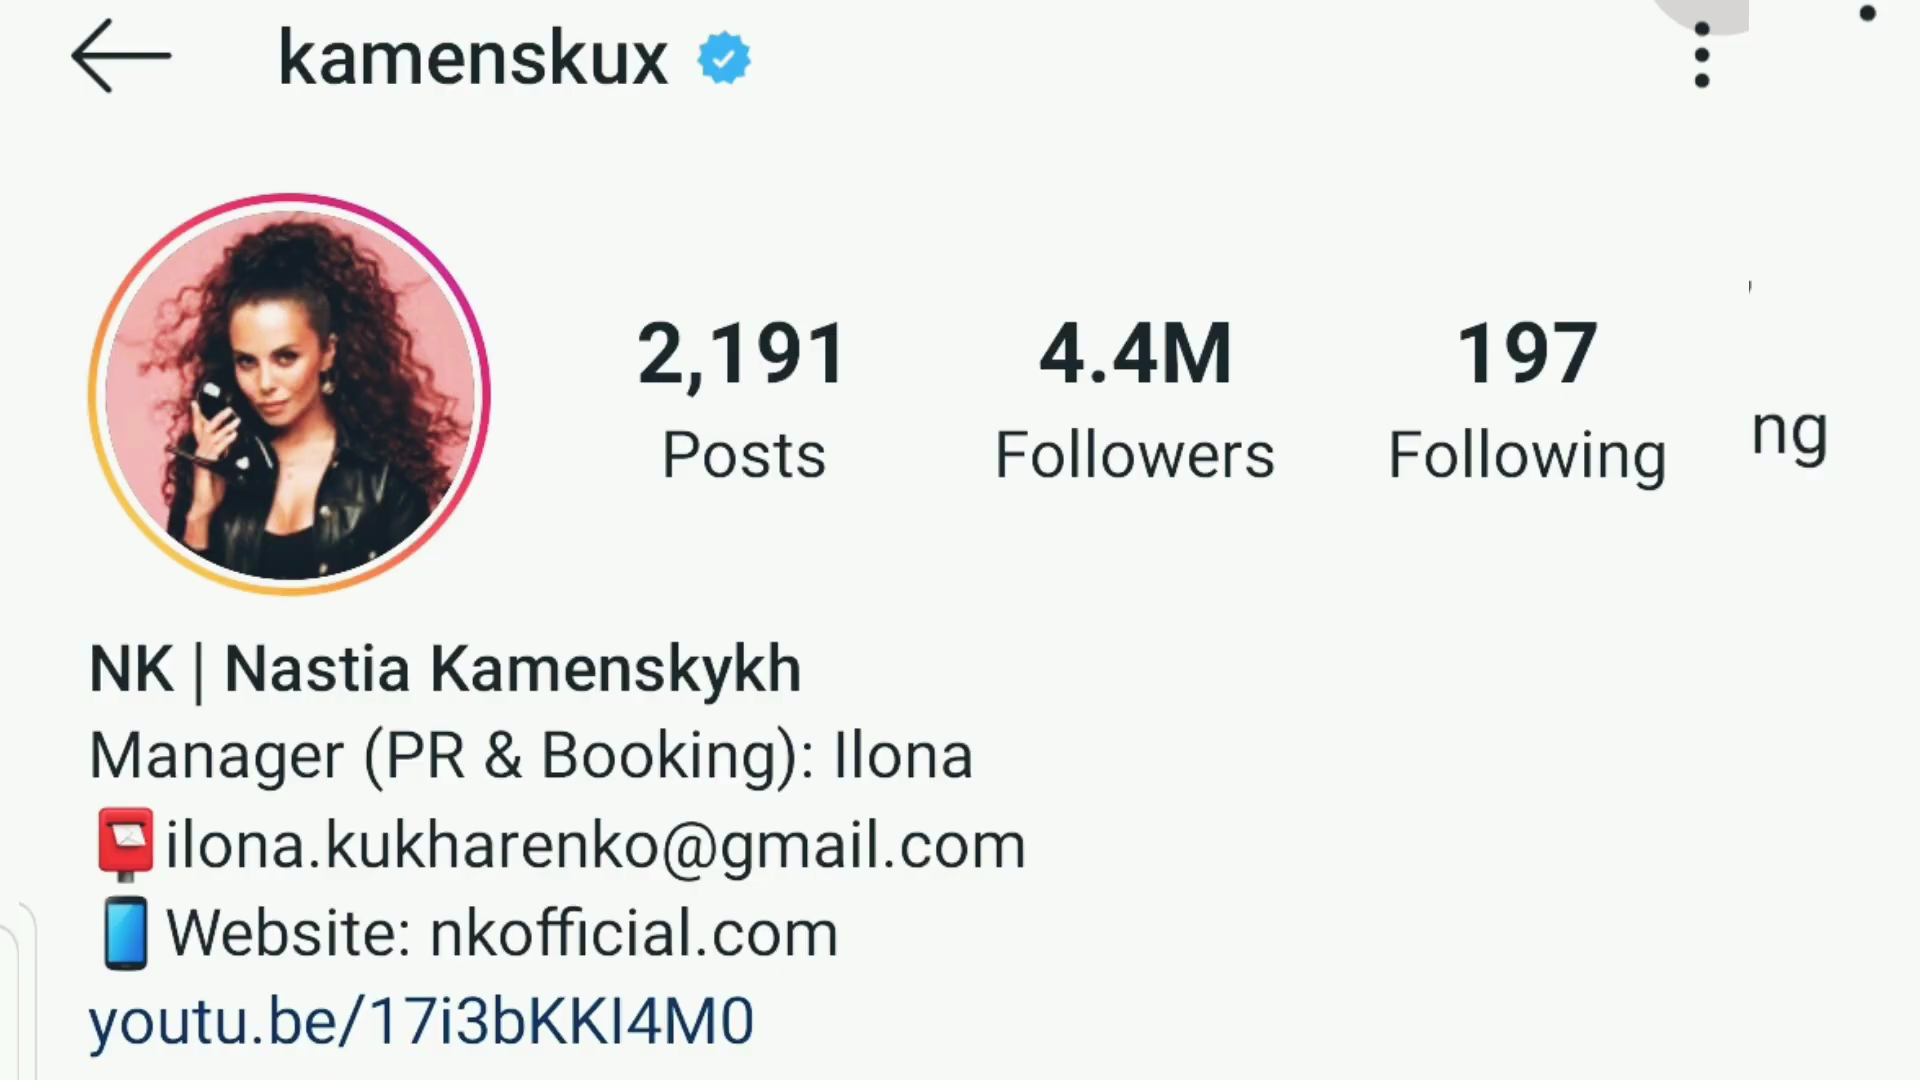 kamenskux
2,191 4.4M 197
Posts Followers Following ng
NK | Nastia Kamenskykh
Manager (PR & Booking): Ilona
ilona.kukharenko@gmail.com
Website: nkofficial.com
youtu.be/17i3bKKI4M0